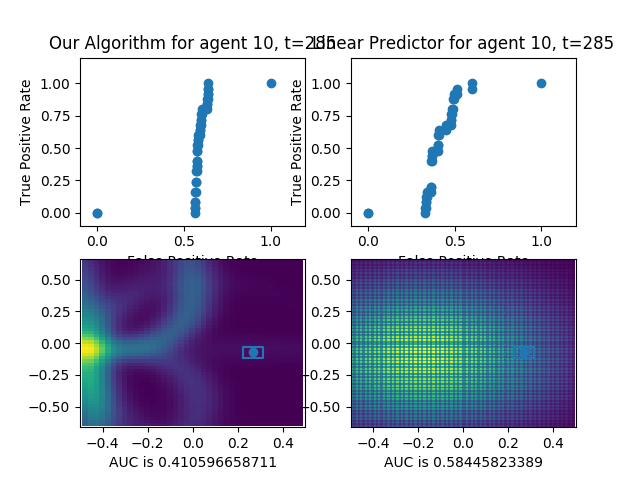 Our Algorithm for agent 10, t=285
Linear Predictor for agent 10, t=285
True Positive Rate
1.00
0.75
0.50
0.25
0.00
0.0 0.5 1.0
False Positive Rate
True Positive Rate
1.00
0.75
0.50
0.25
0.00
0.0 0.5 1.0
False Positive Rate
0.50
0.25
0.00
−0.25
−0.50
−0.4 −0.2 0.0 0.2 0.4
AUC is 0.410596658711
0.50
0.25
0.00
−0.25
−0.50
−0.4 −0.2 0.0 0.2 0.4
AUC is 0.58445823389